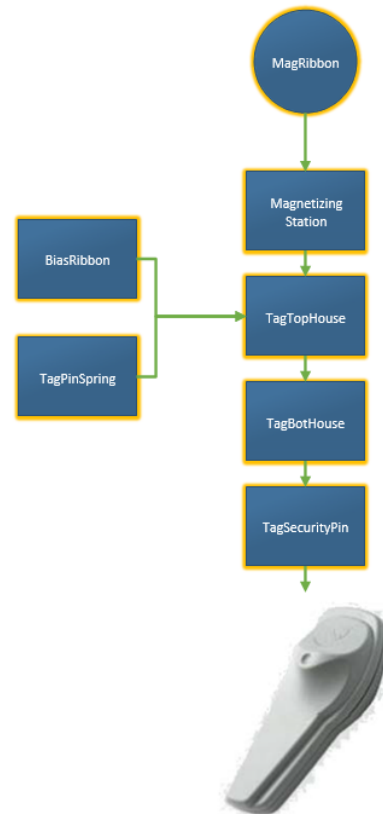 MagRibbon
Magnetizing
Station
BiasRibbon
TagTopHouse
TagPinSpring
TagBotHouse
TagSecurityPin